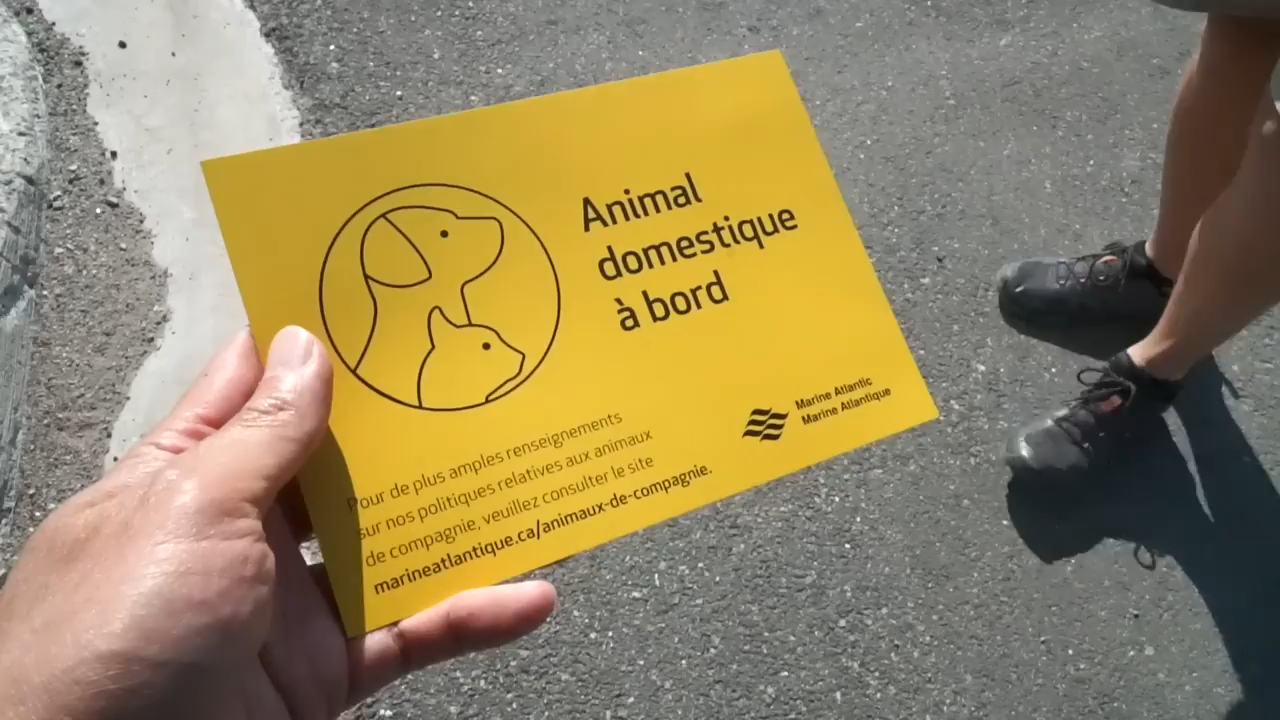 Animal
domestique
à bord
Marine Atlantic
Marine Atlantique
Pour de plus amples renseignements
sur nos politiques relatives aux animaux
de compagnie, veuillez consulter le site
marineatlantique.ca/animaux-de-compagnie.